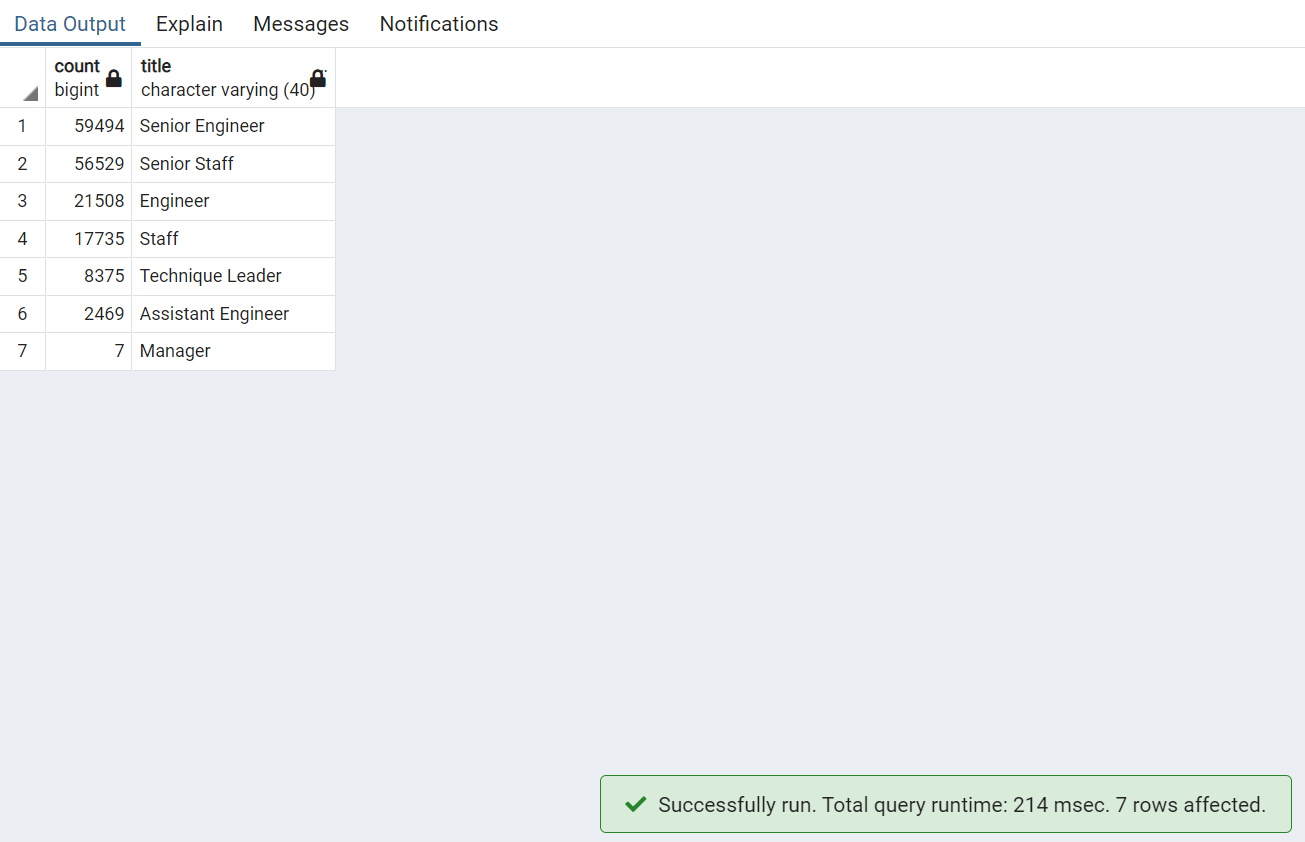 Data Output Explain Messages Notifications
count title
bigint character varying (40)
1 59494 Senior Engineer
2 56529 Senior Staff
3 21508 Engineer
4 17735 Staff
5 8375 Technique Leader
6 2469 Assistant Engineer
7 7 Manager
Successfully run. Total query runtime: 214 msec. 7 rows affected.